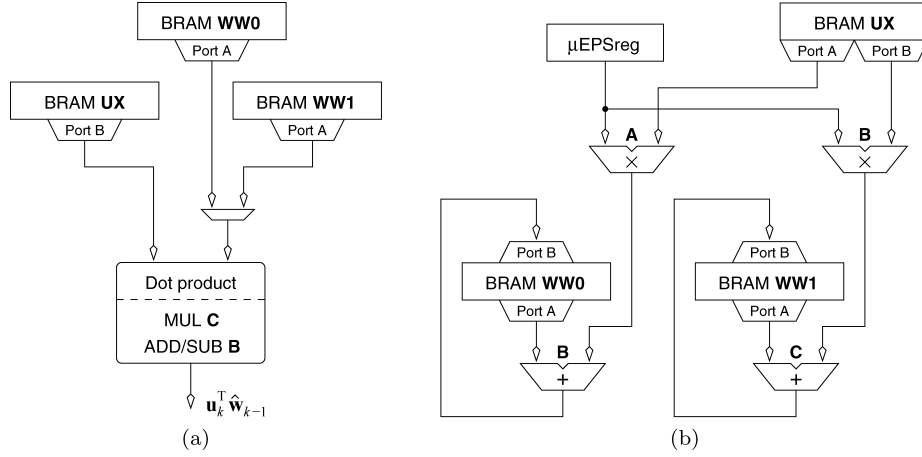 BRAM WW0
Port A
BRAM UX
Port B
BRAM WW1
Port A
Dot product
MUL C
ADD/SUB B
u_k^T ŵ_{k−1}
(a)
μEPSreg
BRAM UX
Port A
Port B
A
×
B
×
Port B
BRAM WW0
Port A
B
+
Port B
BRAM WW1
Port A
C
+
(b)